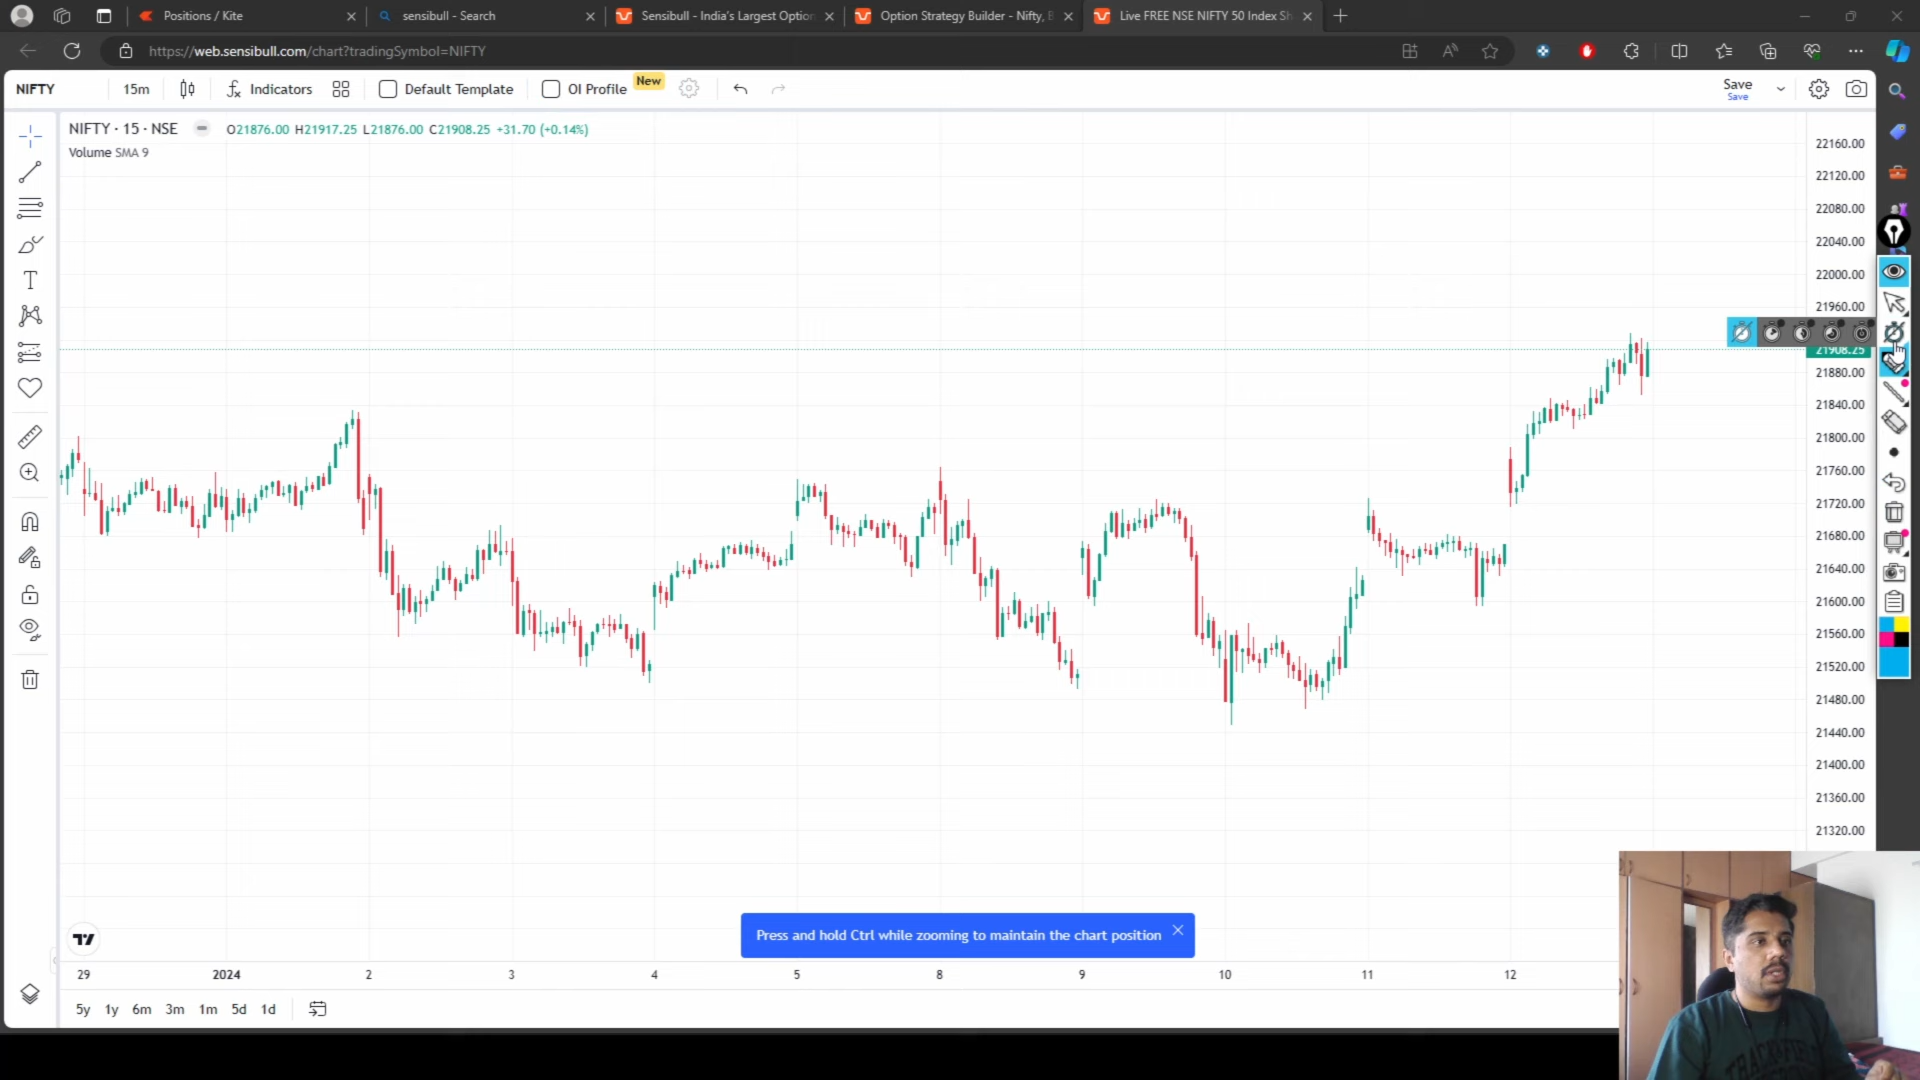 Positions / Kite
sensibull - Search
Sensibull - India's Largest Option
Option Strategy Builder - Nifty, B
Live FREE NSE NIFTY 50 Index Sh
https://web.sensibull.com/chart?tradingSymbol=NIFTY
NIFTY
15m
Indicators
Default Template
OI Profile
New
Save
Save
NIFTY · 15 · NSE
O21876.00 H21917.25 L21876.00 C21908.25 +31.70 (+0.14%)
Volume SMA 9
22160.00
22120.00
22080.00
22040.00
22000.00
21960.00
21908.25
21880.00
21840.00
21800.00
21760.00
21720.00
21680.00
21640.00
21600.00
21560.00
21520.00
21480.00
21440.00
21400.00
21360.00
21320.00
Press and hold Ctrl while zooming to maintain the chart position
29 2024 2 3 4 5 8 9 10 11 12
5y 1y 6m 3m 1m 5d 1d